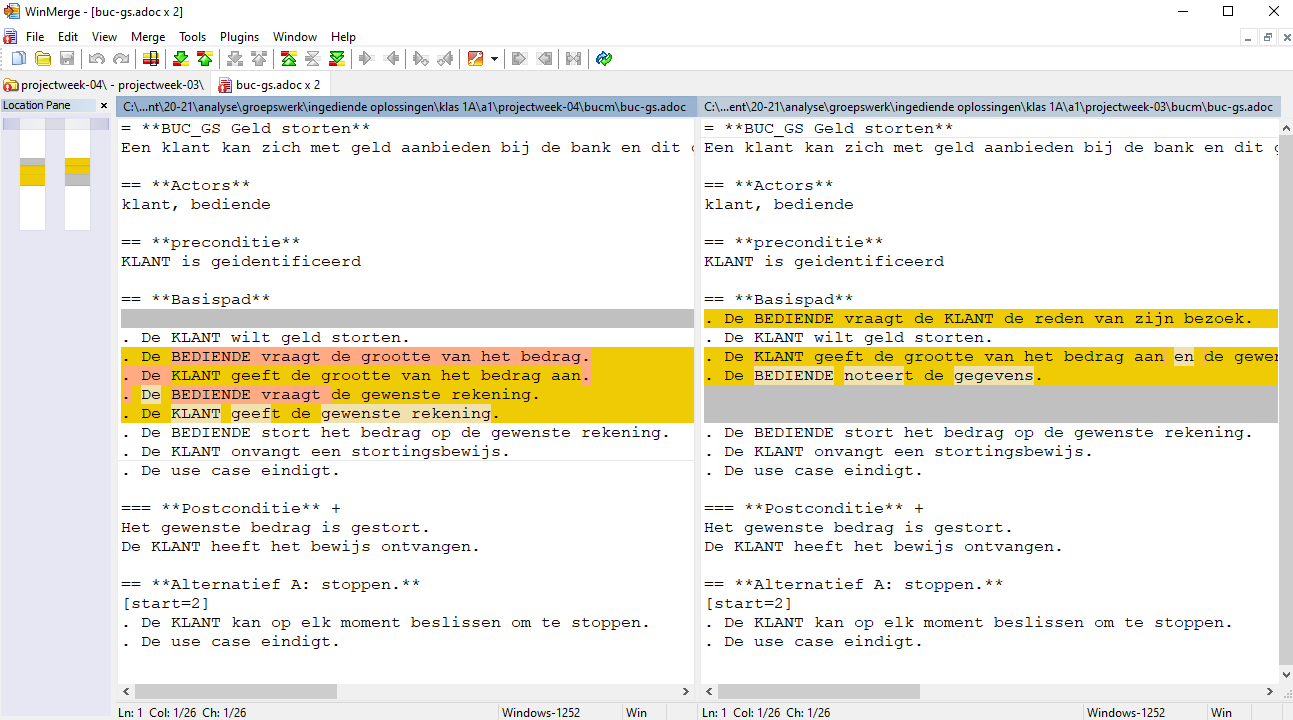 WinMerge - [buc-gs.adoc x 2]
File Edit View Merge Tools Plugins Window Help
projectweek-04\ - projectweek-03\ buc-gs.adoc x 2
Location Pane x
C:\...nt\20-21\analyse\groepswerk\ingediende oplossingen\klas 1A\a1\projectweek-04\bucm\buc-gs.adoc
= **BUC_GS Geld storten**
Een klant kan zich met geld aanbieden bij de bank en dit
== **Actors**
klant, bediende
== **preconditie**
KLANT is geidentificeerd
== **Basispad**
. De KLANT wilt geld storten.
. De BEDIENDE vraagt de grootte van het bedrag.
. De KLANT geeft de grootte van het bedrag aan.
. De BEDIENDE vraagt de gewenste rekening.
. De KLANT geeft de gewenste rekening.
. De BEDIENDE stort het bedrag op de gewenste rekening.
. De KLANT onvangt een stortingsbewijs.
. De use case eindigt.
=== **Postconditie** +
Het gewenste bedrag is gestort.
De KLANT heeft het bewijs ontvangen.
== **Alternatief A: stoppen.**
[start=2]
. De KLANT kan op elk moment beslissen om te stoppen.
. De use case eindigt.
Ln: 1 Col: 1/26 Ch: 1/26 Windows-1252 Win
C:\...ent\20-21\analyse\groepswerk\ingediende oplossingen\klas 1A\a1\projectweek-03\bucm\buc-gs.adoc
= **BUC_GS Geld storten**
Een klant kan zich met geld aanbieden bij de bank en dit
== **Actors**
klant, bediende
== **preconditie**
KLANT is geidentificeerd
== **Basispad**
. De BEDIENDE vraagt de KLANT de reden van zijn bezoek.
. De KLANT wilt geld storten.
. De KLANT geeft de grootte van het bedrag aan en de gewen
. De BEDIENDE noteert de gegevens.
. De BEDIENDE stort het bedrag op de gewenste rekening.
. De KLANT onvangt een stortingsbewijs.
. De use case eindigt.
=== **Postconditie** +
Het gewenste bedrag is gestort.
De KLANT heeft het bewijs ontvangen.
== **Alternatief A: stoppen.**
[start=2]
. De KLANT kan op elk moment beslissen om te stoppen.
. De use case eindigt.
Ln: 1 Col: 1/26 Ch: 1/26 Windows-1252 Win